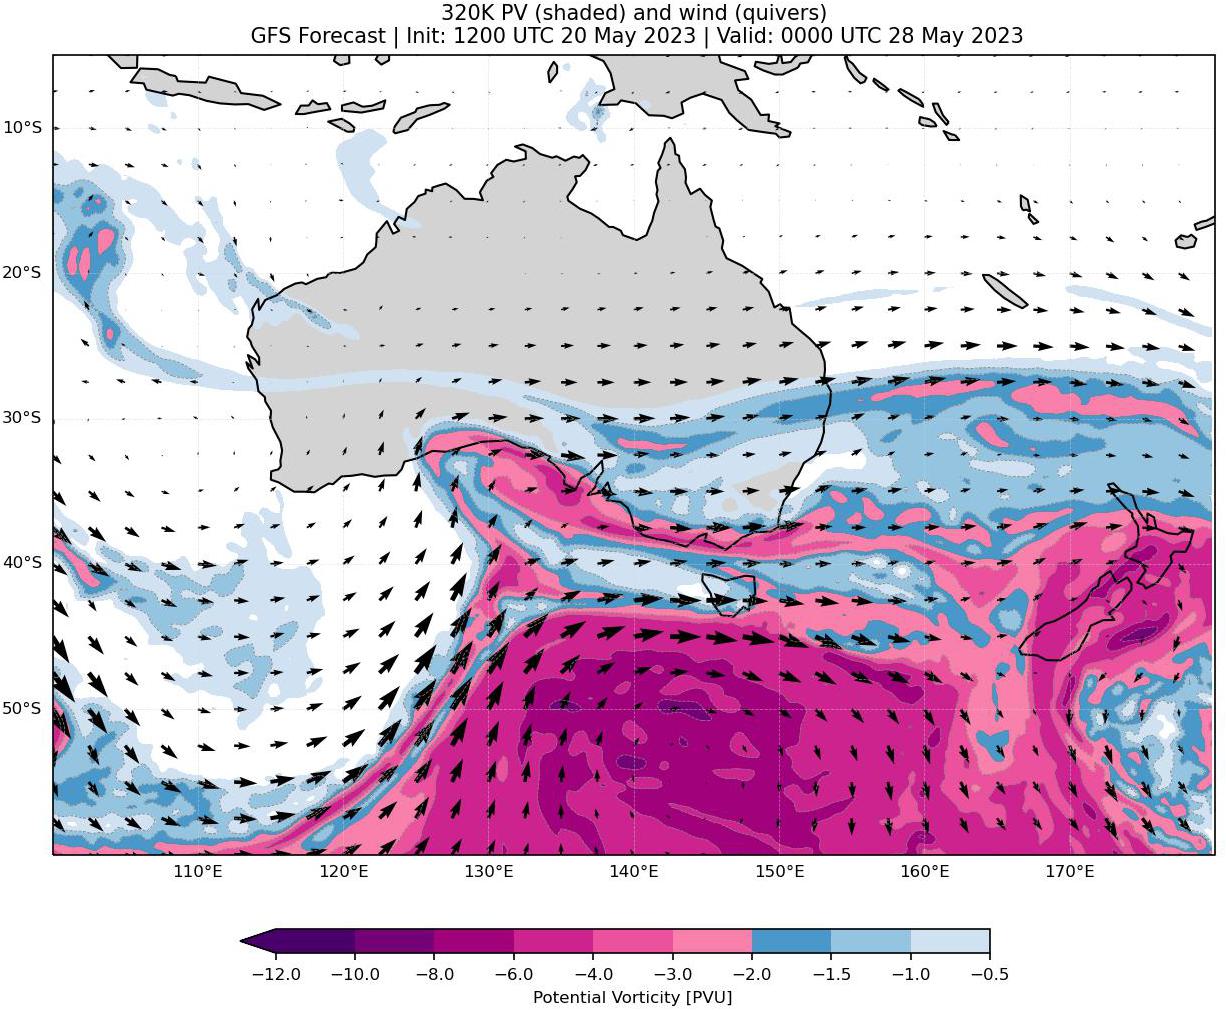 320K PV (shaded) and wind (quivers)
GFS Forecast | Init: 1200 UTC 20 May 2023 | Valid: 0000 UTC 28 May 2023
10°S
20°S
30°S
40°S
50°S
110°E 120°E 130°E 140°E 150°E 160°E 170°E
−12.0 −10.0 −8.0 −6.0 −4.0 −3.0 −2.0 −1.5 −1.0 −0.5
Potential Vorticity [PVU]